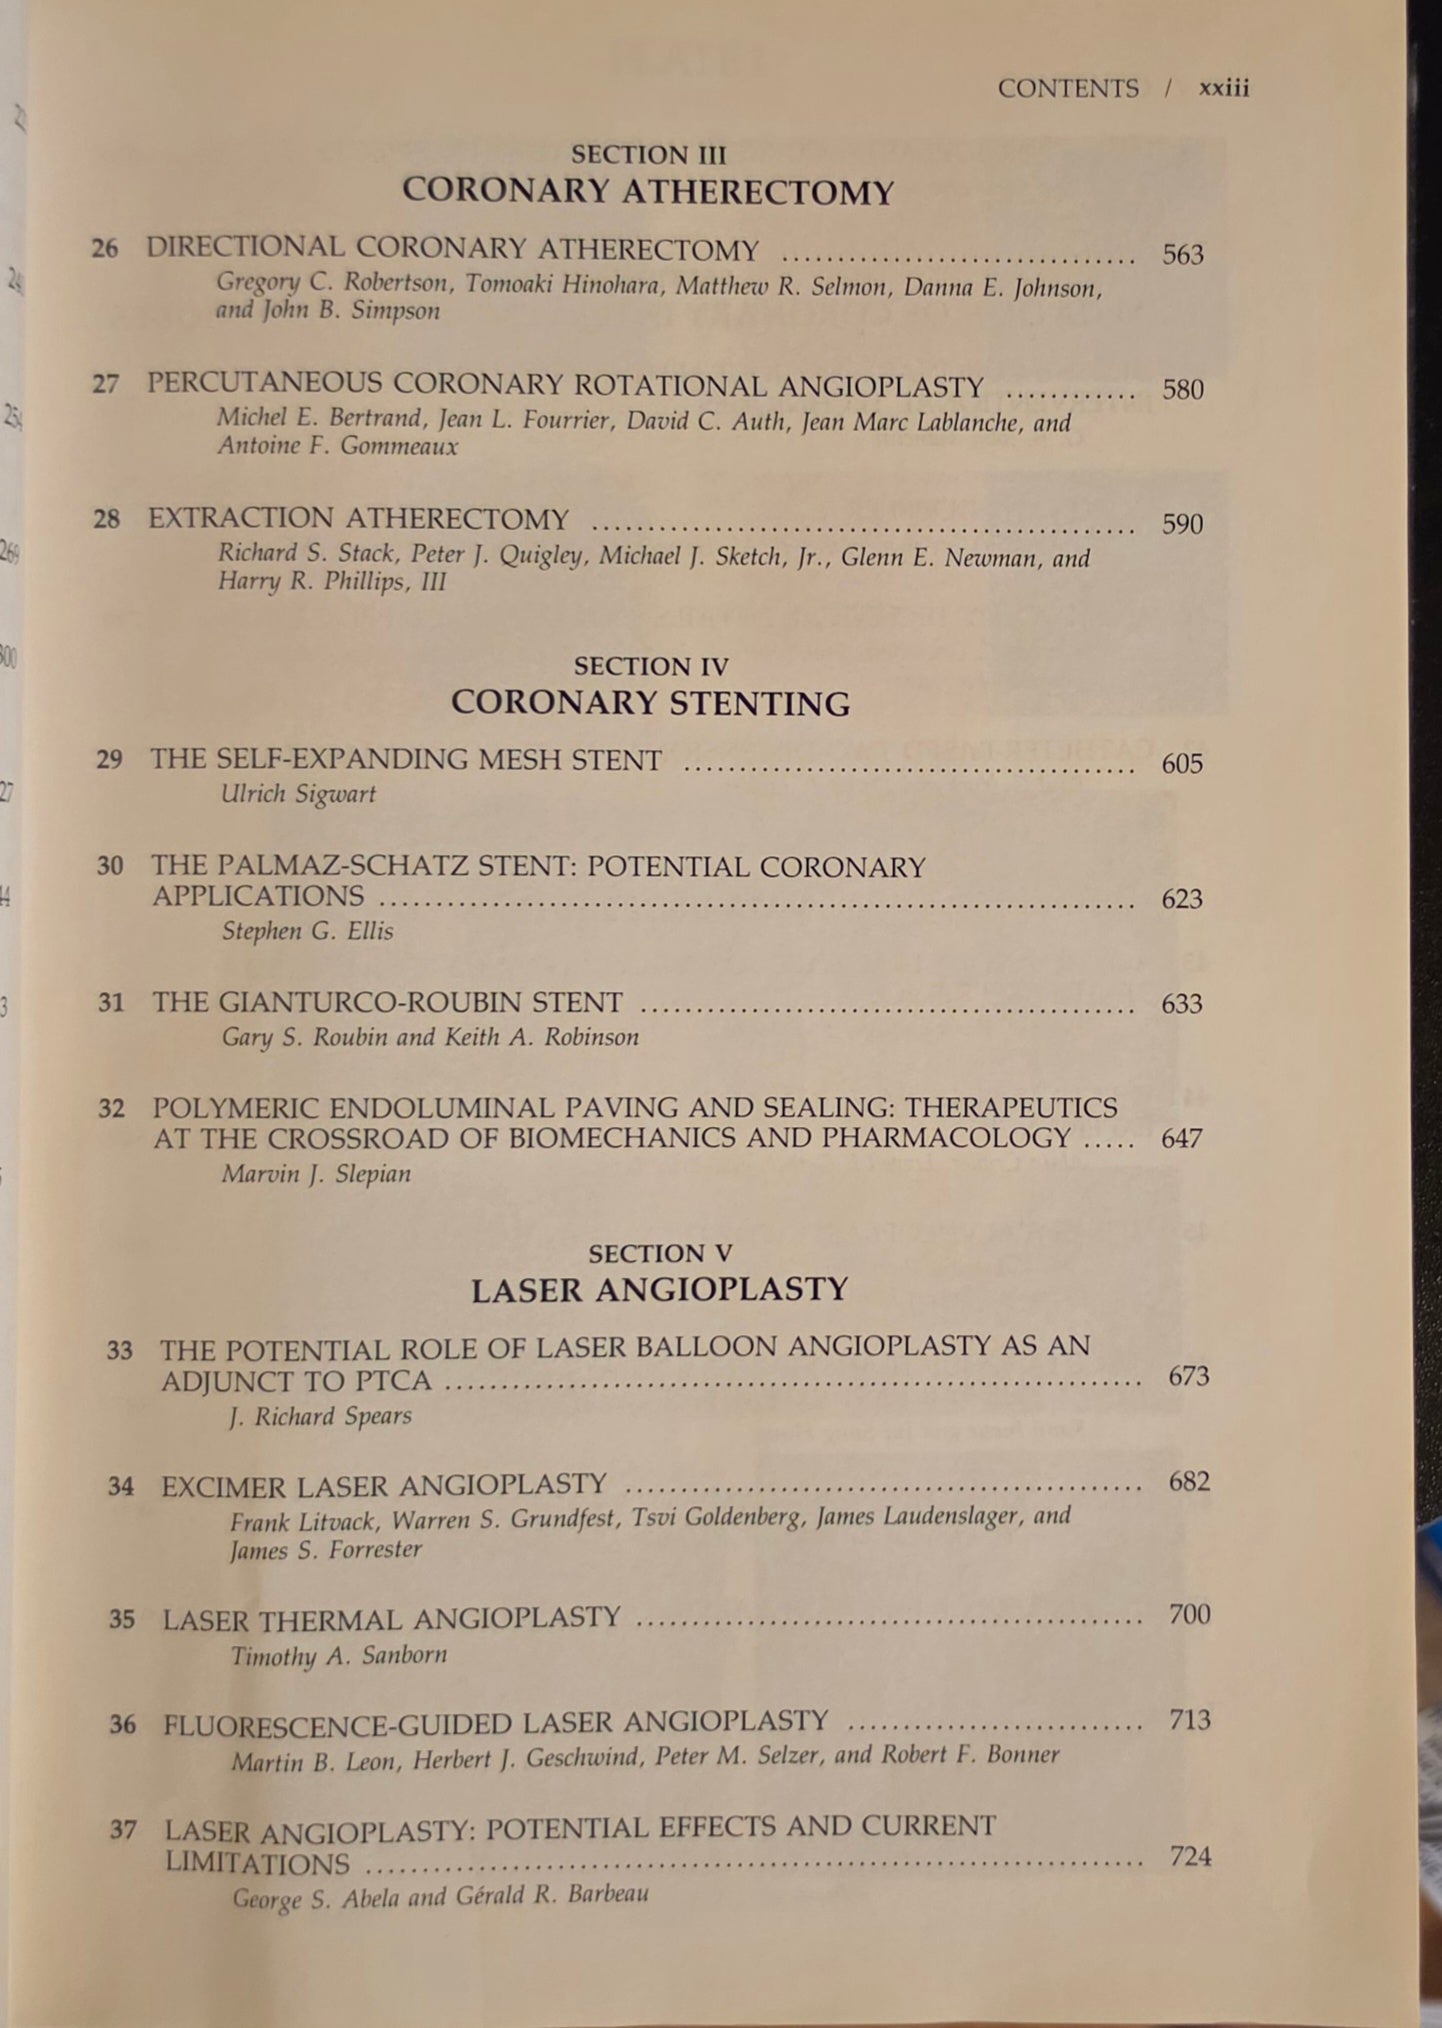 CONTENTS / xxiii
SECTION III
CORONARY ATHERECTOMY
26 DIRECTIONAL CORONARY ATHERECTOMY ................................ 563
Gregory C. Robertson, Tomoaki Hinohara, Matthew R. Selmon, Danna E. Johnson,
and John B. Simpson
27 PERCUTANEOUS CORONARY ROTATIONAL ANGIOPLASTY ............ 580
Michel E. Bertrand, Jean L. Fourrier, David C. Auth, Jean Marc Lablanche, and
Antoine F. Gommeaux
28 EXTRACTION ATHERECTOMY ................................................. 590
Richard S. Stack, Peter J. Quigley, Michael J. Sketch, Jr., Glenn E. Newman, and
Harry R. Phillips, III
SECTION IV
CORONARY STENTING
29 THE SELF-EXPANDING MESH STENT ......................................... 605
Ulrich Sigwart
30 THE PALMAZ-SCHATZ STENT: POTENTIAL CORONARY
APPLICATIONS .................................................................... 623
Stephen G. Ellis
31 THE GIANTURCO-ROUBIN STENT ............................................. 633
Gary S. Roubin and Keith A. Robinson
32 POLYMERIC ENDOLUMINAL PAVING AND SEALING: THERAPEUTICS
AT THE CROSSROAD OF BIOMECHANICS AND PHARMACOLOGY ..... 647
Marvin J. Slepian
SECTION V
LASER ANGIOPLASTY
33 THE POTENTIAL ROLE OF LASER BALLOON ANGIOPLASTY AS AN
ADJUNCT TO PTCA ............................................................... 673
J. Richard Spears
34 EXCIMER LASER ANGIOPLASTY ............................................... 682
Frank Litvack, Warren S. Grundfest, Tsvi Goldenberg, James Laudenslager, and
James S. Forrester
35 LASER THERMAL ANGIOPLASTY .............................................. 700
Timothy A. Sanborn
36 FLUORESCENCE-GUIDED LASER ANGIOPLASTY ........................... 713
Martin B. Leon, Herbert J. Geschwind, Peter M. Selzer, and Robert F. Bonner
37 LASER ANGIOPLASTY: POTENTIAL EFFECTS AND CURRENT
LIMITATIONS ...................................................................... 724
George S. Abela and Gérald R. Barbeau